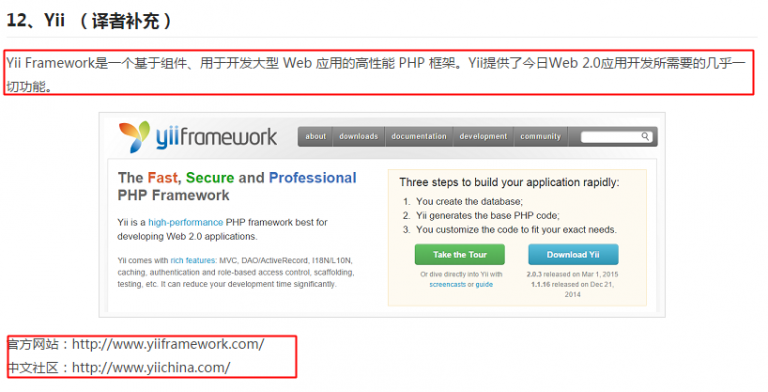 12、Yii （译者补充）
Yii Framework是一个基于组件、用于开发大型 Web 应用的高性能 PHP 框架。Yii提供了今日Web 2.0应用开发所需要的几乎一
切功能。
yiiframework
about downloads documentation development community
The Fast, Secure and Professional
PHP Framework
Yii is a high-performance PHP framework best for
developing Web 2.0 applications.
Yii comes with rich features: MVC, DAO/ActiveRecord, I18N/L10N,
caching, authentication and role-based access control, scaffolding,
testing, etc. It can reduce your development time significantly.
Three steps to build your application rapidly:
1. You create the database;
2. Yii generates the base PHP code;
3. You customize the code to fit your exact needs.
Take the Tour
Download Yii
Or dive directly into Yii with
screencasts or guide
2.0.3 released on Mar 1, 2015
1.1.16 released on Dec 21,
2014
官方网站：http://www.yiiframework.com/
中文社区：http://www.yiichina.com/